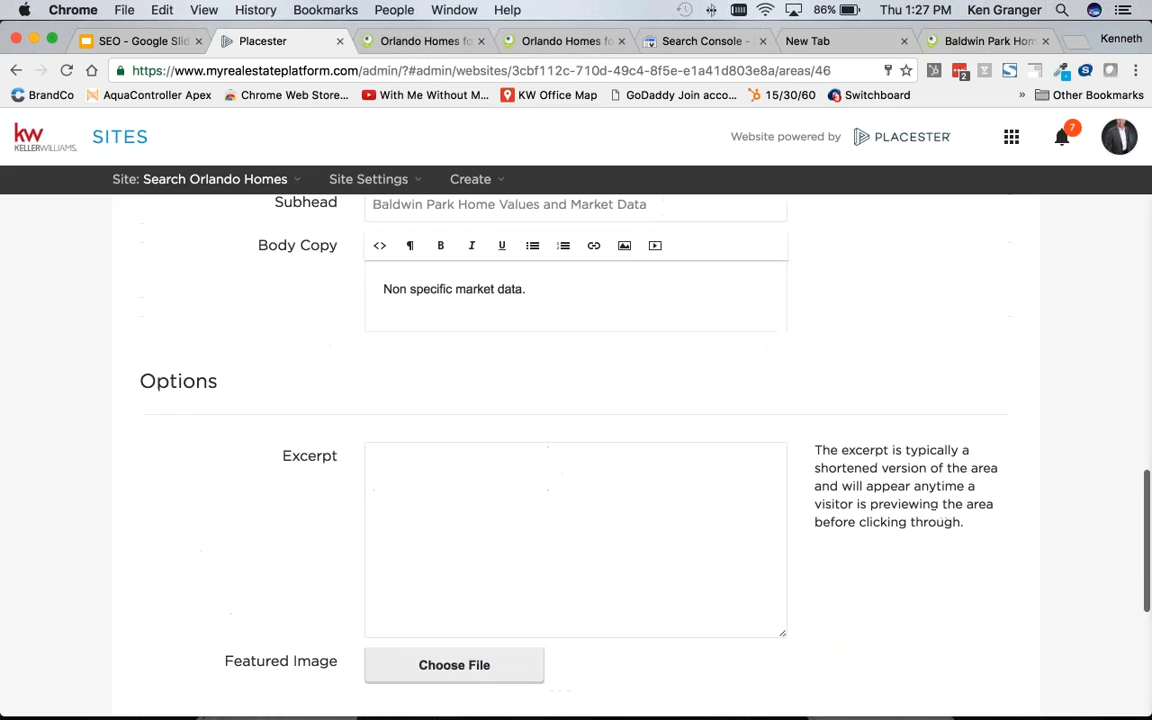 Chrome File Edit View History Bookmarks People Window Help 86% Thu 1:27 PM Ken Granger
SEO - Google Slid Placester Orlando Homes fo Orlando Homes fo Search Console - New Tab Baldwin Park Hom Kenneth
https://www.myrealestateplatform.com/admin/?#admin/websites/3cbf112c-710d-49c4-8f5e-e1a41d803e8a/areas/46 2
BrandCo AquaController Apex Chrome Web Store... With Me Without M... KW Office Map GoDaddy Join acco... 15/30/60 Switchboard » Other Bookmarks
kw KELLERWILLIAMS. SITES Website powered by PLACESTER 7
Site: Search Orlando Homes Site Settings Create
Subhead Baldwin Park Home Values and Market Data
Body Copy <> ¶ B I U
Non specific market data.
Options
Excerpt
The excerpt is typically a
shortened version of the area
and will appear anytime a
visitor is previewing the area
before clicking through.
Featured Image Choose File